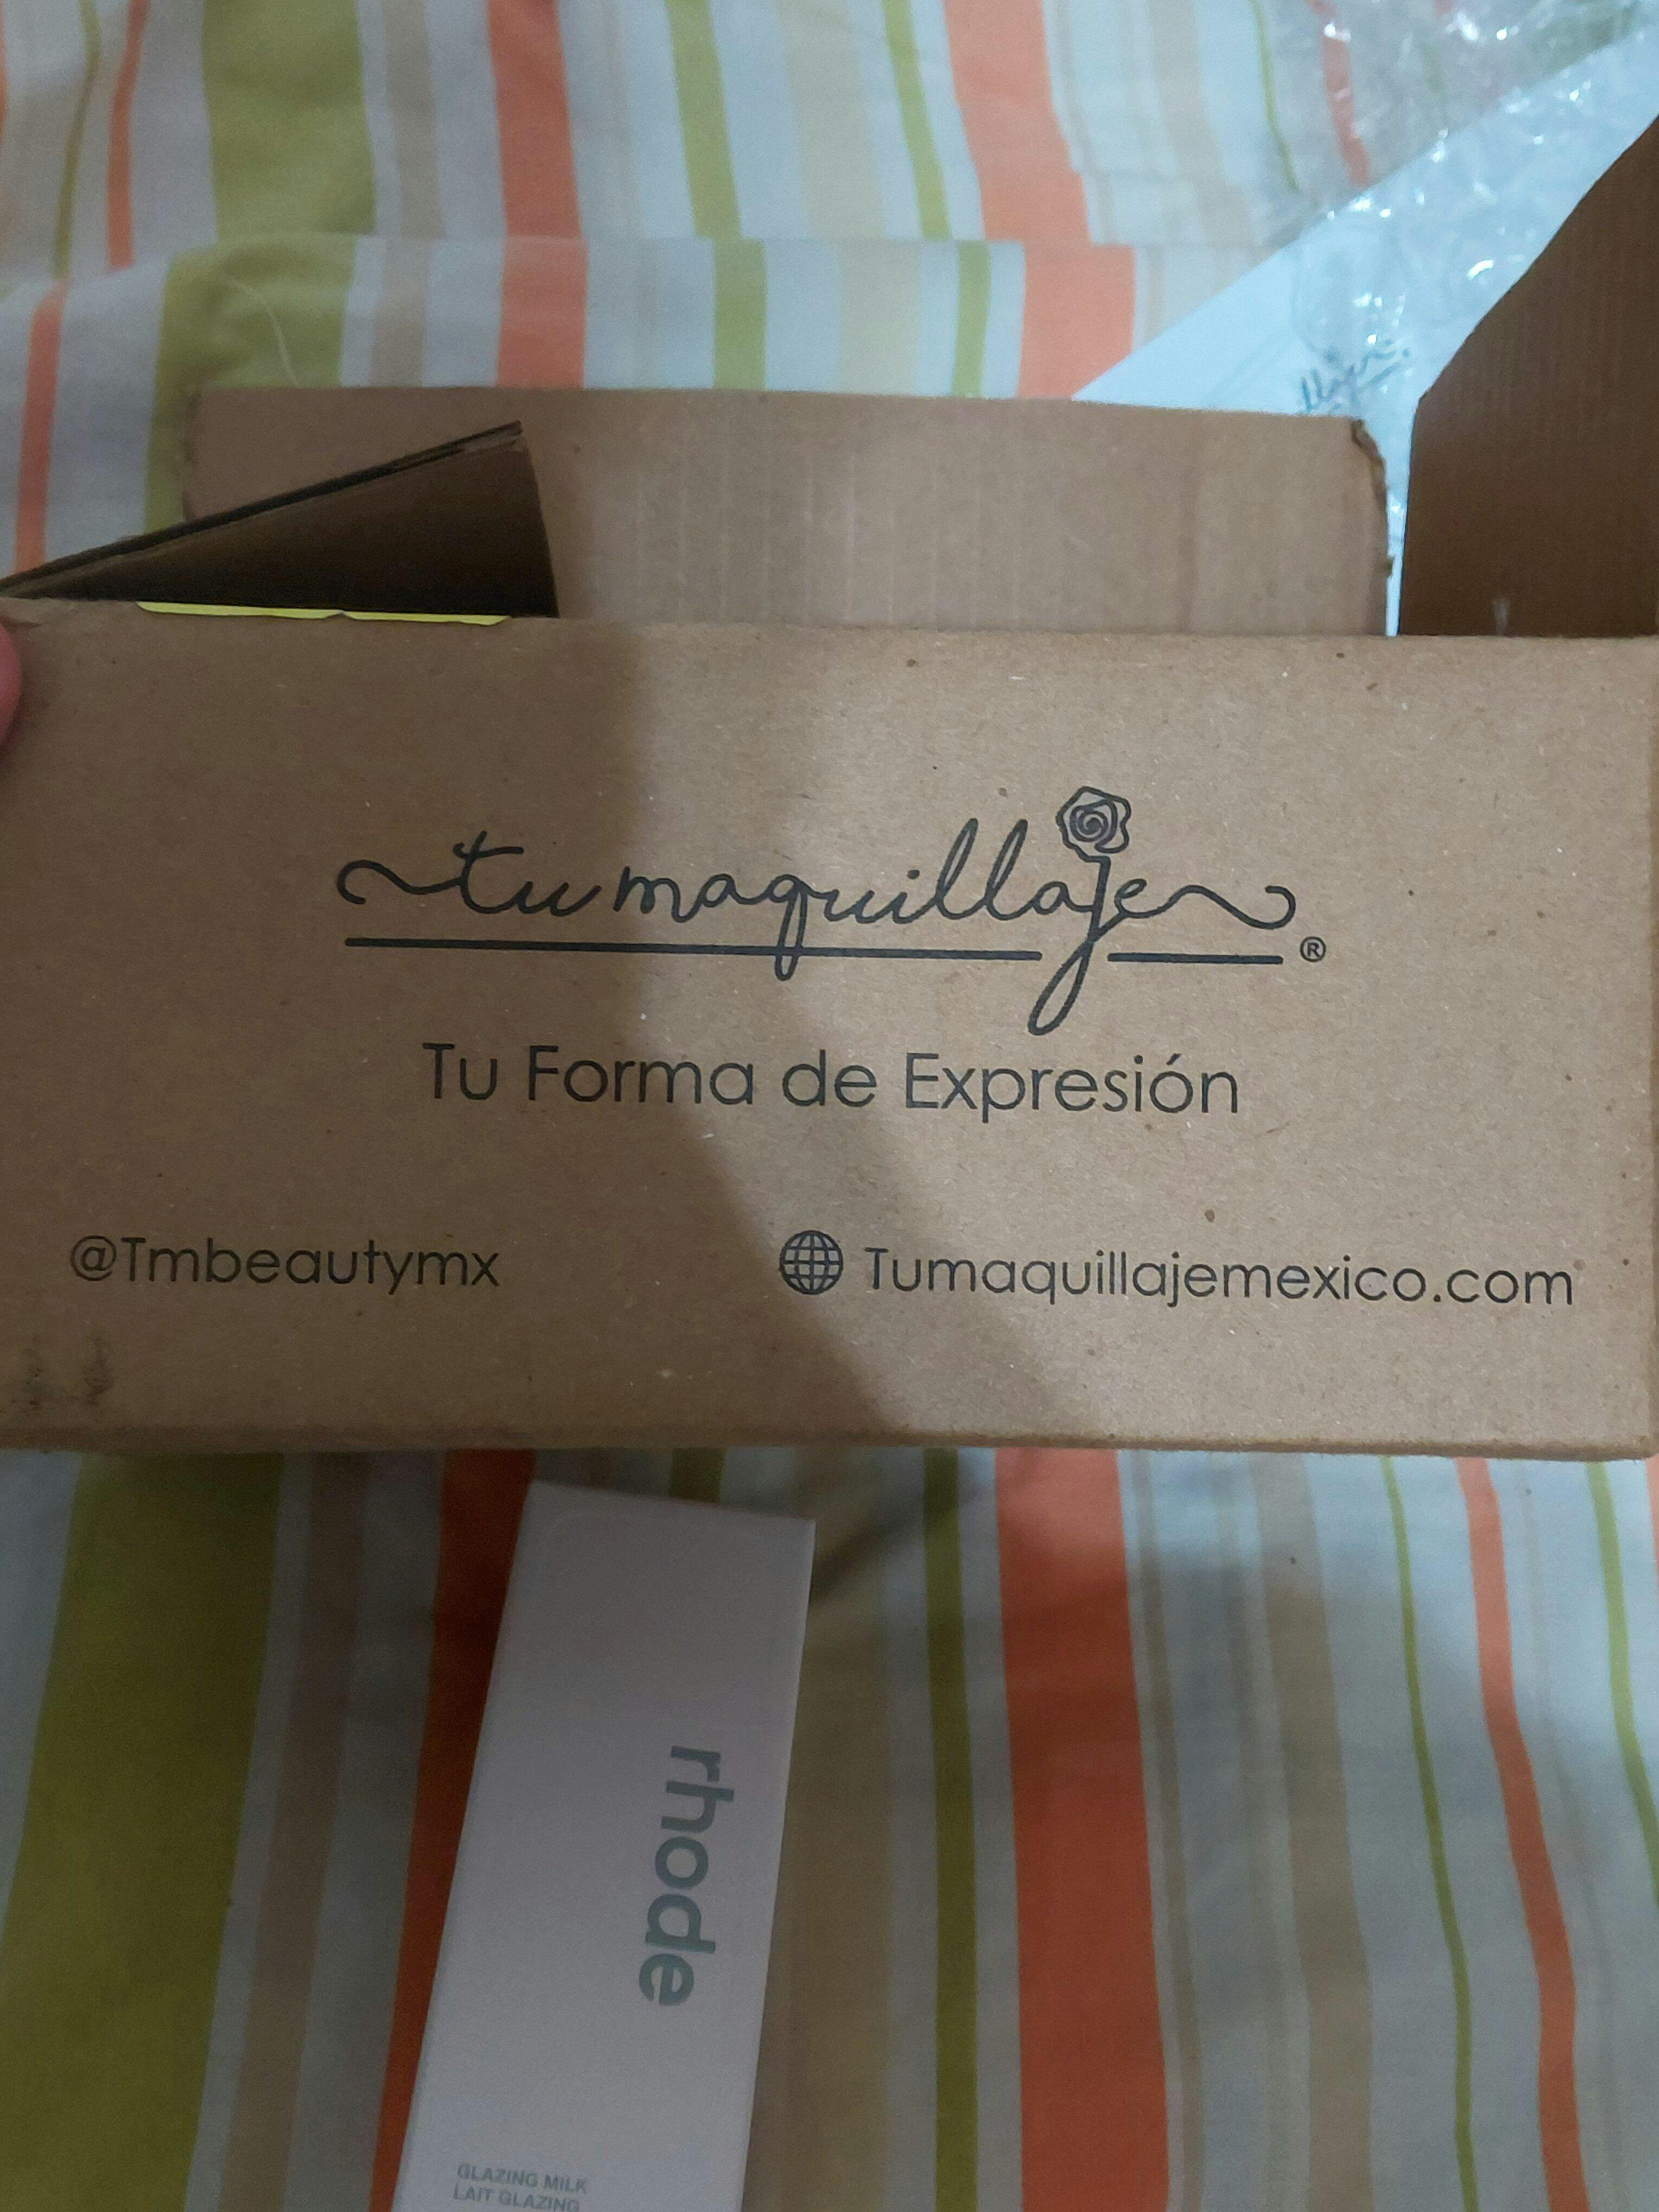 tu maquillaje ®
Tu Forma de Expresión
@Tmbeautymx
Tumaquillajemexico.com
rhode
GLAZING MILK
LAIT GLAZING